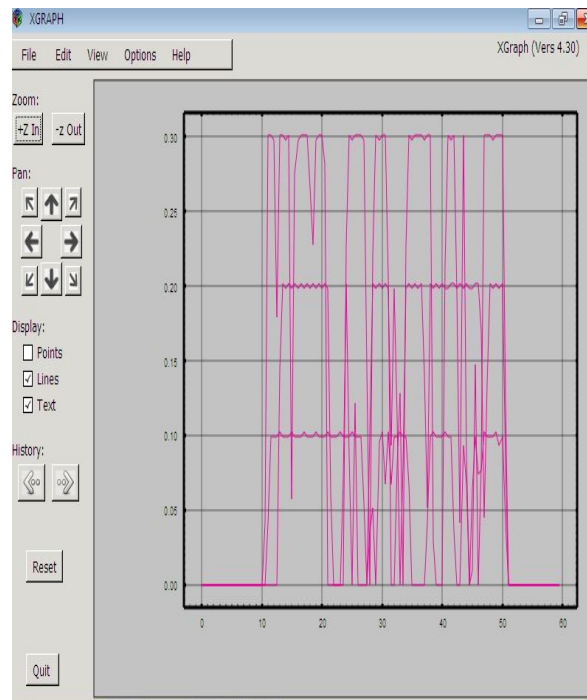 XGRAPH
File Edit View Options Help
XGraph (Vers 4.30)
Zoom:
+Z In -z Out
Pan:
Display:
Points
Lines
Text
History:
Reset
Quit
0.30
0.25
0.20
0.15
0.10
0.05
0.00
0 10 20 30 40 50 60